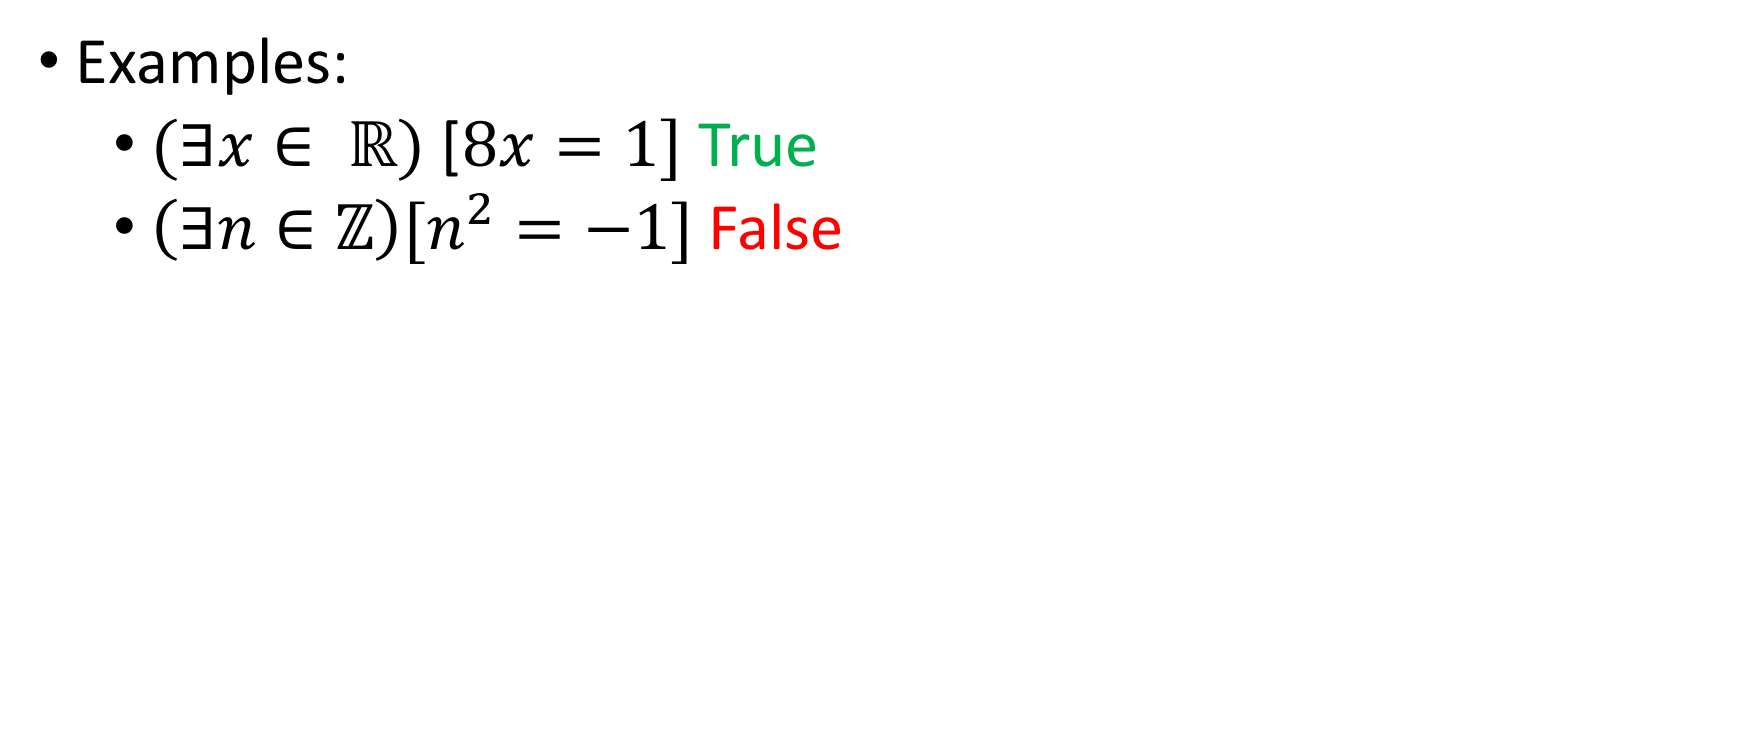 • Examples:
• (∃𝑥 ∈ ℝ) [8𝑥 = 1] True
• (∃𝑛 ∈ ℤ)[𝑛² = −1] False